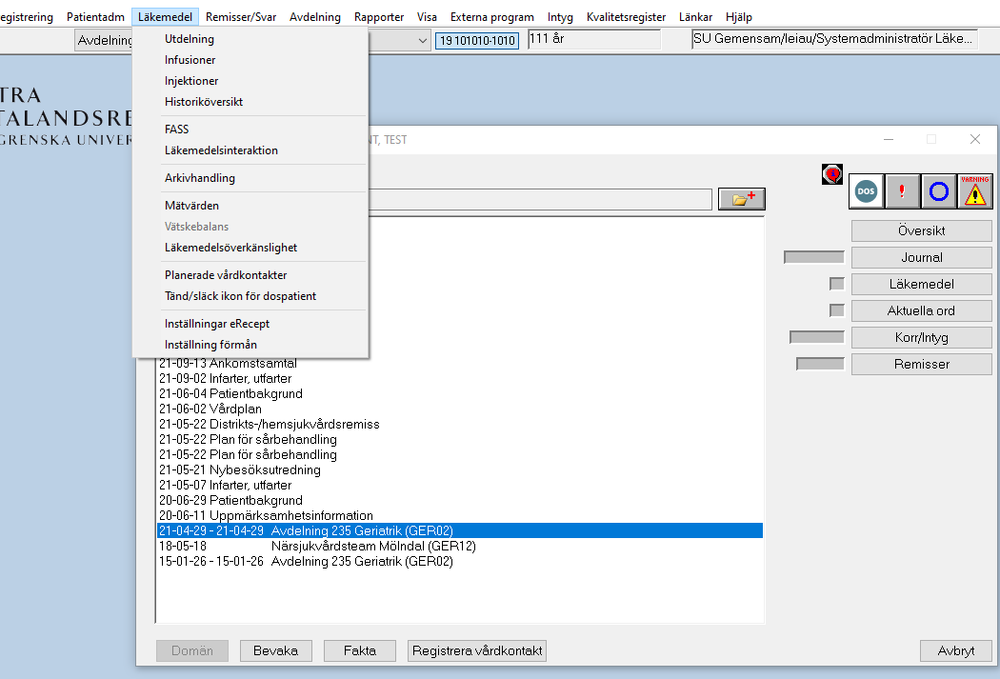 egistrering Patientadm Läkemedel Remisser/Svar Avdelning Rapporter Visa Externa program Intyg Kvalitetsregister Länkar Hjälp
Avdelning 19 101010-1010 111 år SU Gemensam/leiau/Systemadministratör Läke...
Utdelning
Infusioner
Injektioner
Historiköversikt
FASS
Läkemedelsinteraktion
Arkivhandling
Mätvärden
Vätskebalans
Läkemedelsöverkänslighet
Planerade vårdkontakter
Tänd/släck ikon för dospatient
Inställningar eRecept
Inställning förmån
TRA
TALANDSRE
GRENSKA UNIVER
NT, TEST
DOS ! VARNING !
Översikt
Journal
Läkemedel
Aktuella ord
Korr/Intyg
Remisser
21-09-13 Ankomstsamtal
21-09-02 Infarter, utfarter
21-06-04 Patientbakgrund
21-06-02 Vårdplan
21-05-22 Distrikts-/hemsjukvårdsremiss
21-05-22 Plan för sårbehandling
21-05-22 Plan för sårbehandling
21-05-21 Nybesöksutredning
21-05-07 Infarter, utfarter
20-06-29 Patientbakgrund
20-06-11 Uppmärksamhetsinformation
21-04-29 - 21-04-29 Avdelning 235 Geriatrik (GER02)
18-05-18 Närsjukvårdsteam Mölndal (GER12)
15-01-26 - 15-01-26 Avdelning 235 Geriatrik (GER02)
Domän Bevaka Fakta Registrera vårdkontakt Avbryt